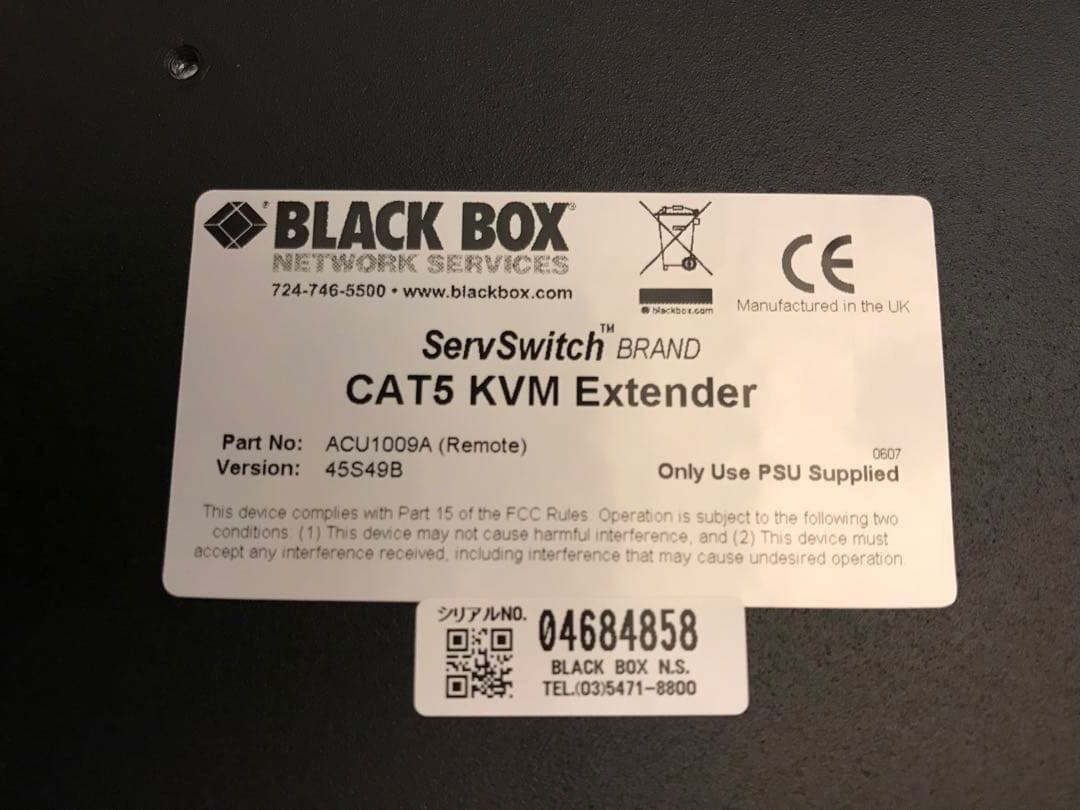 BLACK BOX®
NETWORK SERVICES
724-746-5500 • www.blackbox.com
blackbox.com
CE
Manufactured in the UK
ServSwitch™ BRAND
CAT5 KVM Extender
Part No: ACU1009A (Remote)
Version: 45S49B
0607
Only Use PSU Supplied
This device complies with Part 15 of the FCC Rules. Operation is subject to the following two
conditions: (1) This device may not cause harmful interference, and (2) This device must
accept any interference received, including interference that may cause undesired operation.
シリアルNO.
04684858
BLACK BOX N.S.
TEL.(03)5471-8800